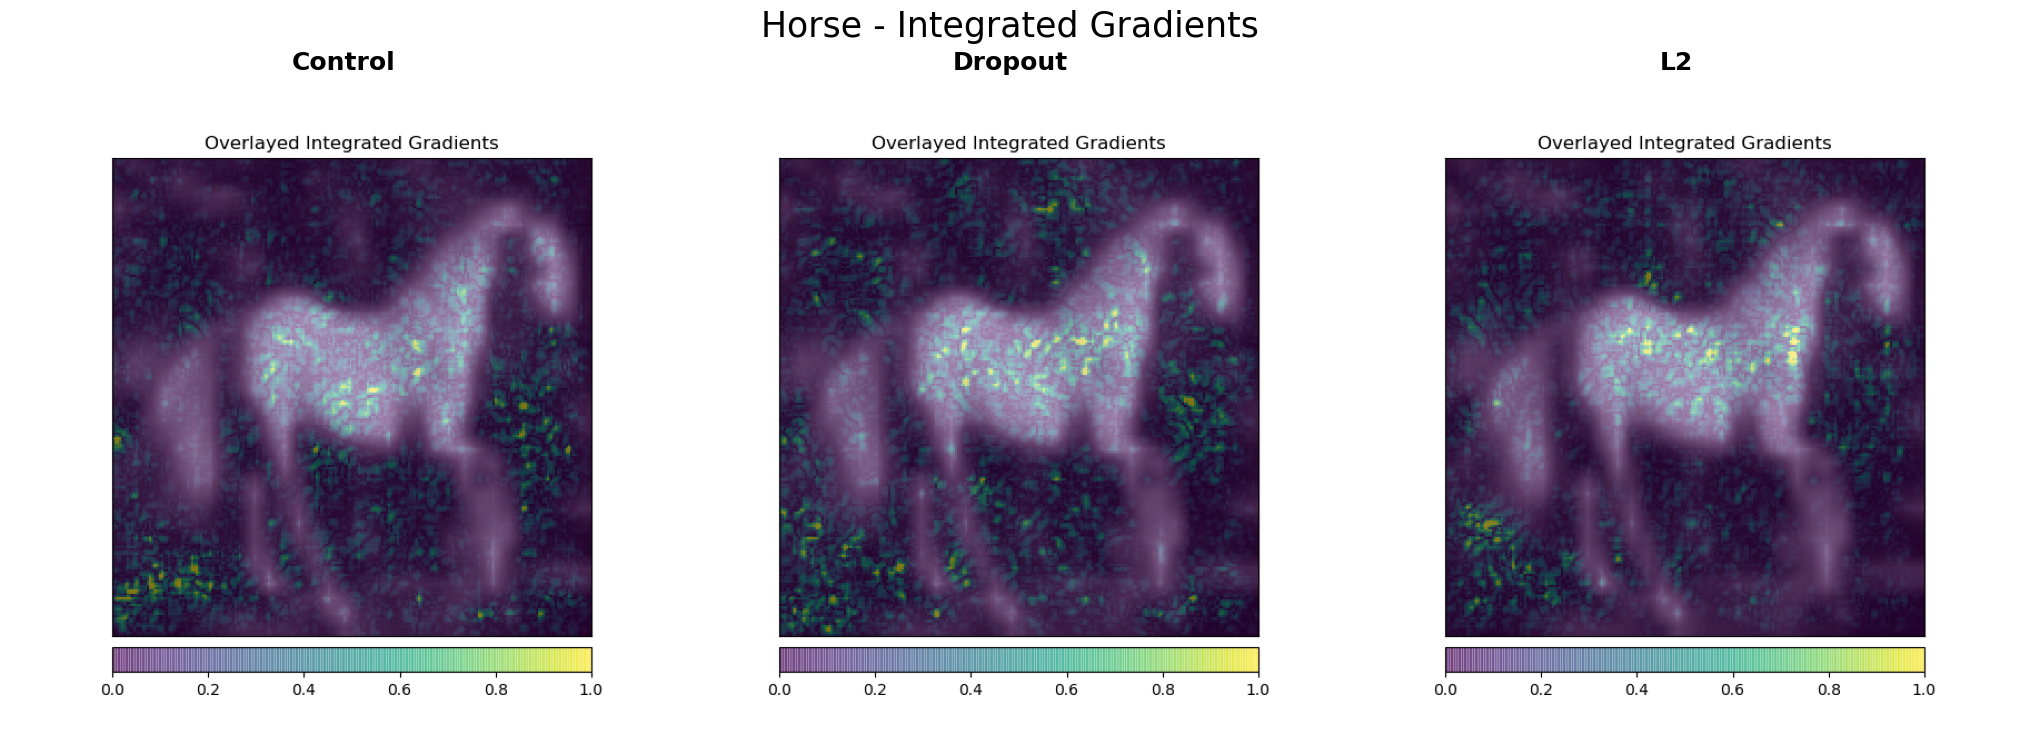 Horse - Integrated Gradients
Control
Dropout
L2
Overlayed Integrated Gradients
Overlayed Integrated Gradients
Overlayed Integrated Gradients
0.0 0.2 0.4 0.6 0.8 1.0
0.0 0.2 0.4 0.6 0.8 1.0
0.0 0.2 0.4 0.6 0.8 1.0